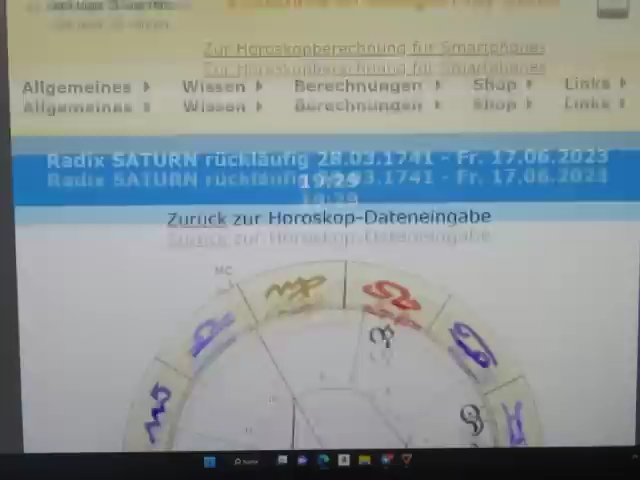 Zur Horoskopberechnung für Smartphones
Allgemeines Wissen Berechnungen Shop Links
Radix SATURN rückläufig 28.03.1741 - Fr. 17.06.2023
19:29
Zurück zur Horoskop-Dateneingabe
MC